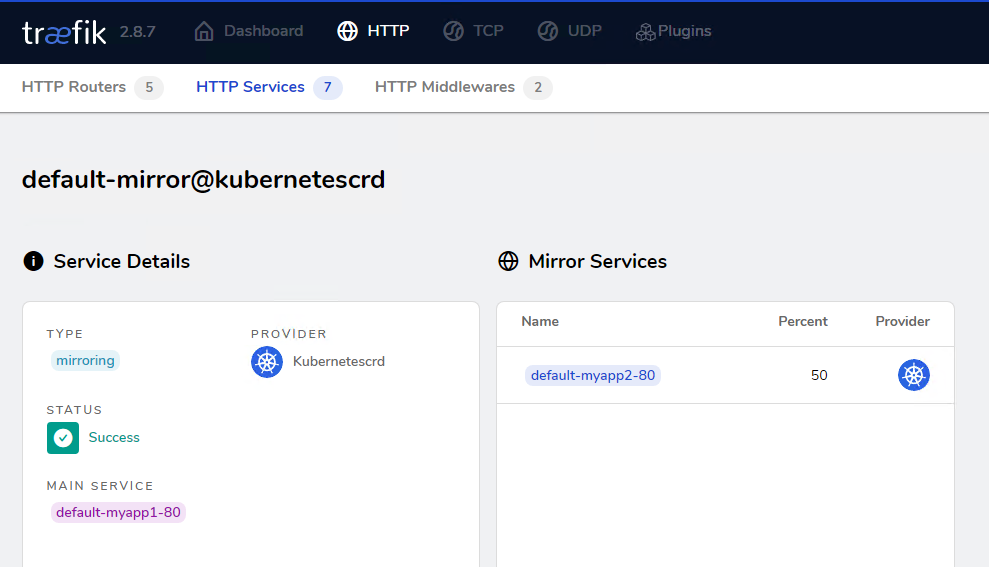 træfik 2.8.7 Dashboard HTTP TCP UDP Plugins
HTTP Routers 5 HTTP Services 7 HTTP Middlewares 2
default-mirror@kubernetescrd
i Service Details
Mirror Services
TYPE PROVIDER
mirroring Kubernetescrd
STATUS
Success
MAIN SERVICE
default-myapp1-80
Name Percent Provider
default-myapp2-80 50